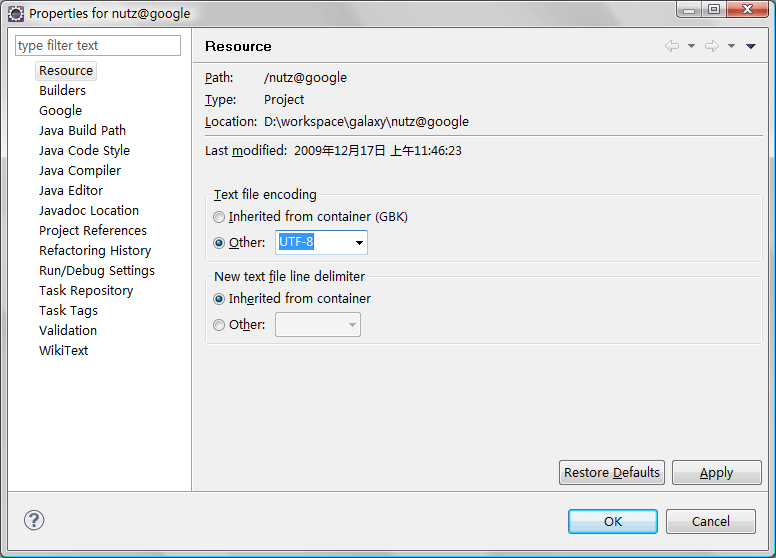 Properties for nutz@google
type filter text
Resource
Builders
Google
Java Build Path
Java Code Style
Java Compiler
Java Editor
Javadoc Location
Project References
Refactoring History
Run/Debug Settings
Task Repository
Task Tags
Validation
WikiText
Resource
Path: /nutz@google
Type: Project
Location: D:\workspace\galaxy\nutz@google
Last modified: 2009年12月17日 上午11:46:23
Text file encoding
Inherited from container (GBK)
Other: UTF-8
New text file line delimiter
Inherited from container
Other:
Restore Defaults Apply
? OK Cancel